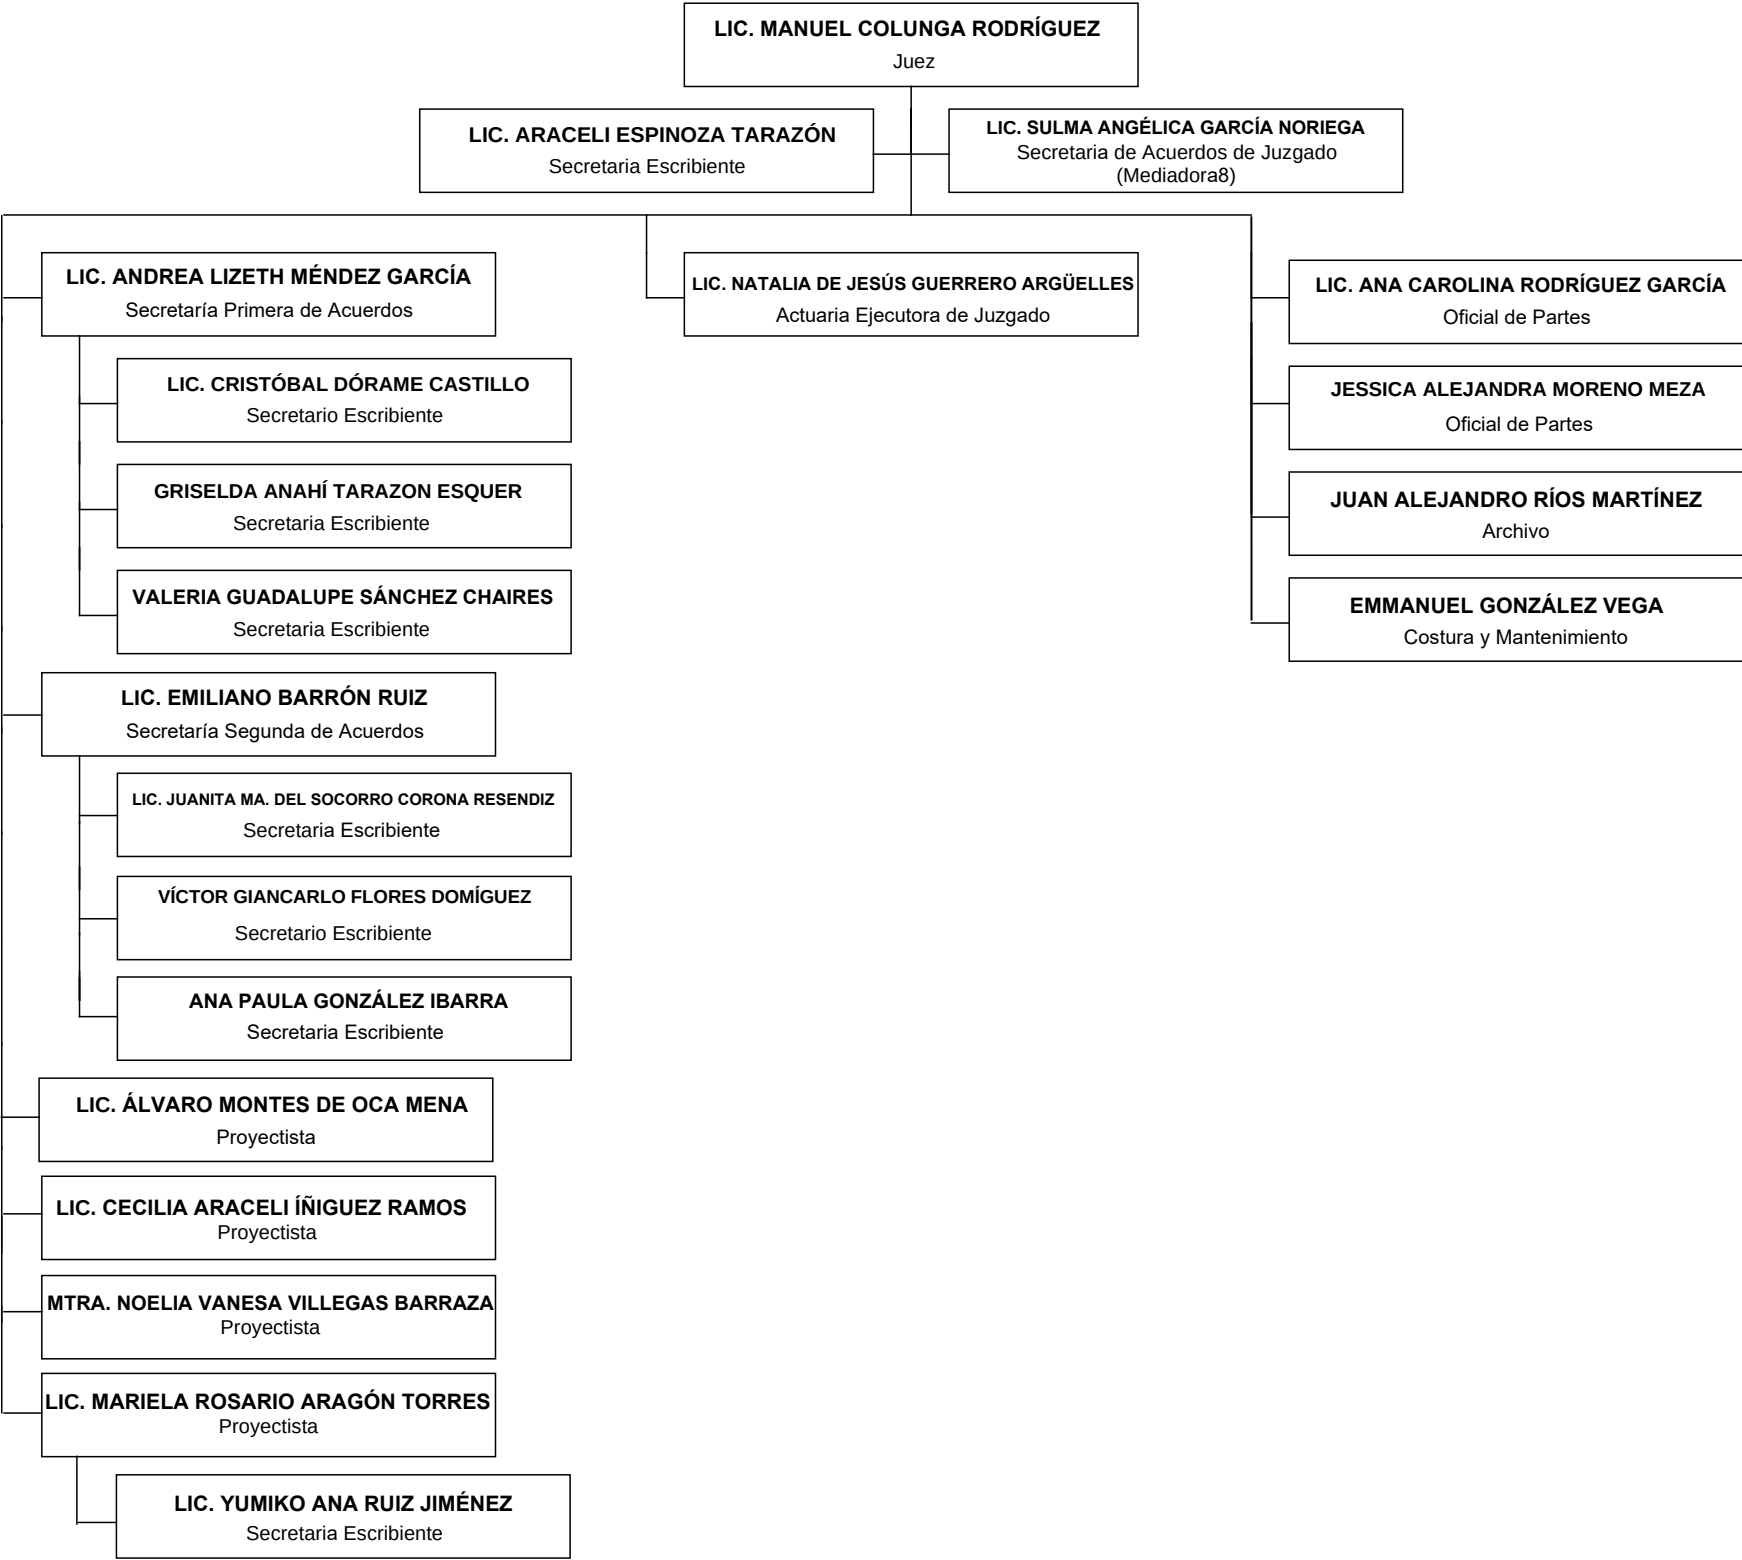 LIC. MANUEL COLUNGA RODRÍGUEZ
Juez
LIC. ARACELI ESPINOZA TARAZÓN
Secretaria Escribiente
LIC. SULMA ANGÉLICA GARCÍA NORIEGA
Secretaria de Acuerdos de Juzgado
(Mediadora8)
LIC. ANDREA LIZETH MÉNDEZ GARCÍA
Secretaría Primera de Acuerdos
LIC. CRISTÓBAL DÓRAME CASTILLO
Secretario Escribiente
GRISELDA ANAHÍ TARAZON ESQUER
Secretaria Escribiente
VALERIA GUADALUPE SÁNCHEZ CHAIRES
Secretaria Escribiente
LIC. EMILIANO BARRÓN RUIZ
Secretaría Segunda de Acuerdos
LIC. JUANITA MA. DEL SOCORRO CORONA RESENDIZ
Secretaria Escribiente
VÍCTOR GIANCARLO FLORES DOMÍGUEZ
Secretario Escribiente
ANA PAULA GONZÁLEZ IBARRA
Secretaria Escribiente
LIC. ÁLVARO MONTES DE OCA MENA
Proyectista
LIC. CECILIA ARACELI ÍÑIGUEZ RAMOS
Proyectista
MTRA. NOELIA VANESA VILLEGAS BARRAZA
Proyectista
LIC. MARIELA ROSARIO ARAGÓN TORRES
Proyectista
LIC. YUMIKO ANA RUIZ JIMÉNEZ
Secretaria Escribiente
LIC. NATALIA DE JESÚS GUERRERO ARGÜELLES
Actuaria Ejecutora de Juzgado
LIC. ANA CAROLINA RODRÍGUEZ GARCÍA
Oficial de Partes
JESSICA ALEJANDRA MORENO MEZA
Oficial de Partes
JUAN ALEJANDRO RÍOS MARTÍNEZ
Archivo
EMMANUEL GONZÁLEZ VEGA
Costura y Mantenimiento